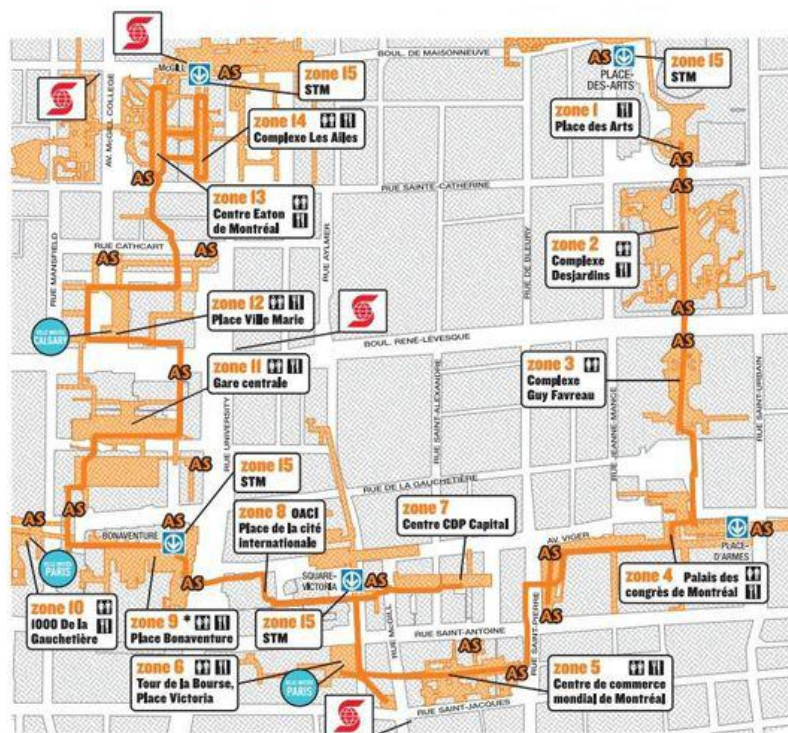 BOUL. DE MAISONNEUVE
McGILL
AS
zone 15
STM
AS
PLACE-
DES-ARTS
zone 15
STM
AV. McGILL COLLEGE
zone 14
Complexe Les Ailes
zone 1
Place des Arts
AS
AS
AS
zone 13
Centre Eaton
de Montréal
RUE SAINTE-CATHERINE
RUE CATHCART
AS
AS
RUE MANSFIELD
RUE AYLMER
RUE DE BLEURY
zone 2
Complexe
Desjardins
zone 12
Place Ville Marie
VILLE INVITÉE
CALGARY
AS
BOUL. RENÉ-LÉVESQUE
AS
zone 11
Gare centrale
AS
zone 3
Complexe
Guy Favreau
RUE UNIVERSITY
RUE SAINT-ALEXANDRE
RUE JEANNE-MANCE
RUE SAINT-URBAIN
AS
zone 15
STM
RUE DE LA GAUCHETIÈRE
AS
AS
AS
BONAVENTURE
zone 8 OACI
Place de la cité
internationale
zone 7
Centre CDP Capital
AV. VIGER
AS
PLACE-
D'ARMES
VILLE INVITÉE
PARIS
AS
SQUARE-
VICTORIA
AS
AS
zone 4 Palais des
congrès de Montréal
zone 10
1000 De la
Gauchetière
zone 9 *
Place Bonaventure
zone 15
STM
RUE McGILL
RUE SAINT-PIERRE
AS
RUE SAINT-ANTOINE
AS
zone 6
Tour de la Bourse,
Place Victoria
VILLE INVITÉE
PARIS
AS
zone 5
Centre de commerce
mondial de Montréal
RUE SAINT-JACQUES